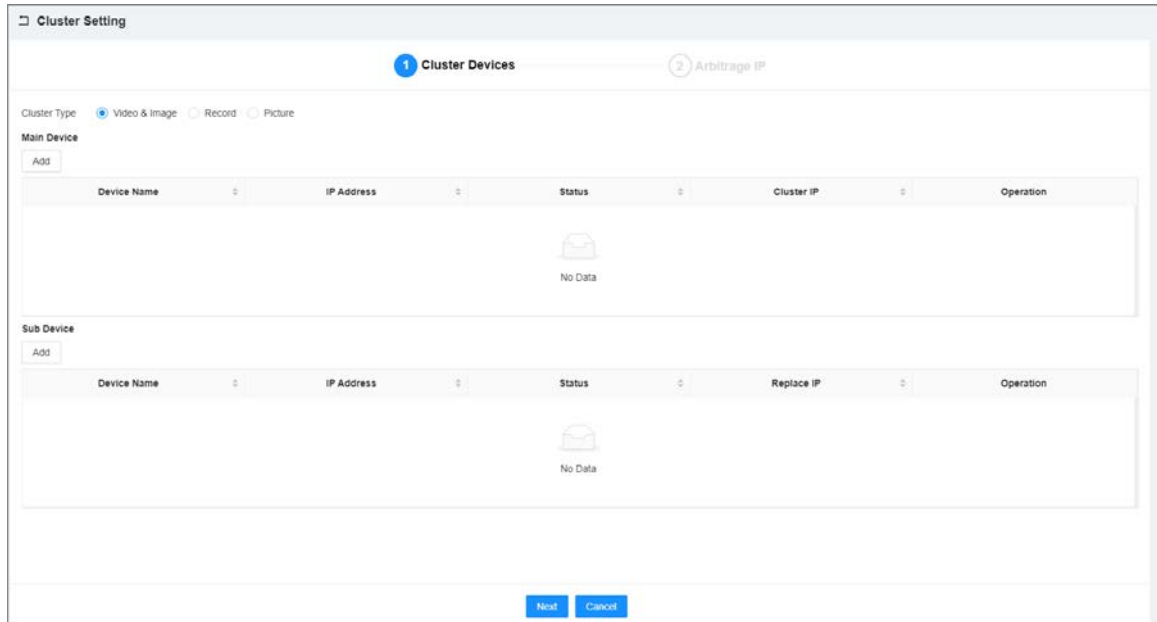 Cluster Setting
1 Cluster Devices 2 Arbitrage IP
Cluster Type Video & Image Record Picture
Main Device
Add
Device Name IP Address Status Cluster IP Operation
No Data
Sub Device
Add
Device Name IP Address Status Replace IP Operation
No Data
Next Cancel